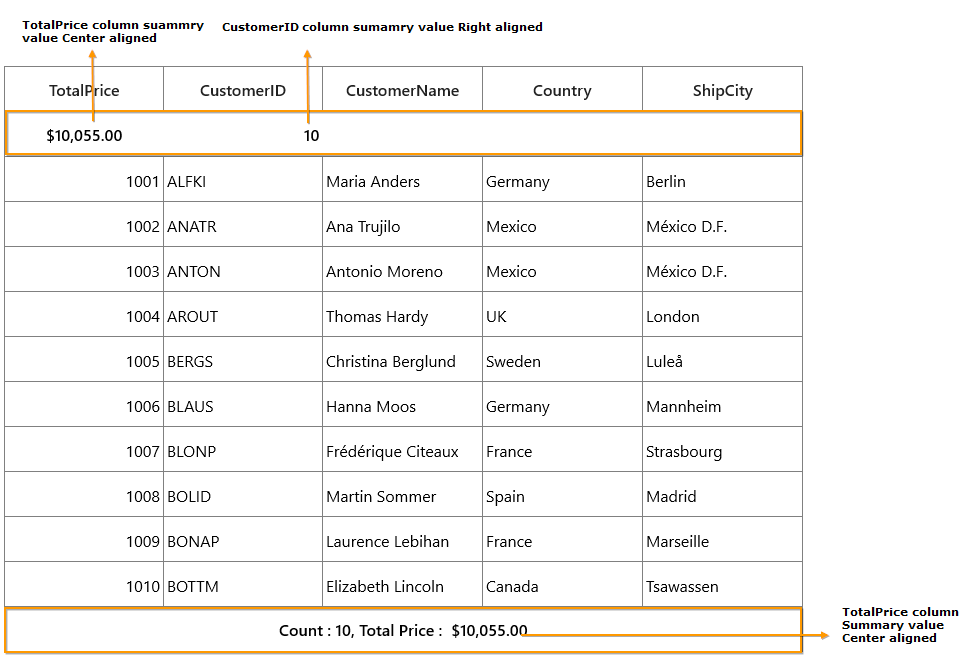 TotalPrice column suammry
value Center aligned
CustomerID column sumamry value Right aligned
TotalPrice CustomerID CustomerName Country ShipCity
$10,055.00 10
1001 ALFKI Maria Anders Germany Berlin
1002 ANATR Ana Trujilo Mexico México D.F.
1003 ANTON Antonio Moreno Mexico México D.F.
1004 AROUT Thomas Hardy UK London
1005 BERGS Christina Berglund Sweden Luleå
1006 BLAUS Hanna Moos Germany Mannheim
1007 BLONP Frédérique Citeaux France Strasbourg
1008 BOLID Martin Sommer Spain Madrid
1009 BONAP Laurence Lebihan France Marseille
1010 BOTTM Elizabeth Lincoln Canada Tsawassen
Count : 10, Total Price : $10,055.00
TotalPrice column
Summary value
Center aligned